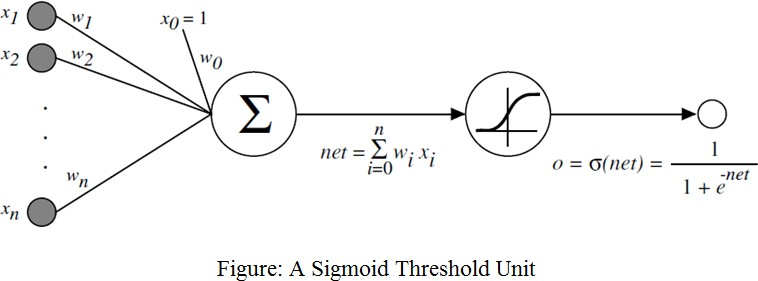 x1 w1 x0 = 1
x2 w2 w0
.
.
.
Σ
net = Σ_{i=0}^{n} wi xi
o = σ(net) = 1 / (1 + e^-net)
wn
xn
Figure: A Sigmoid Threshold Unit